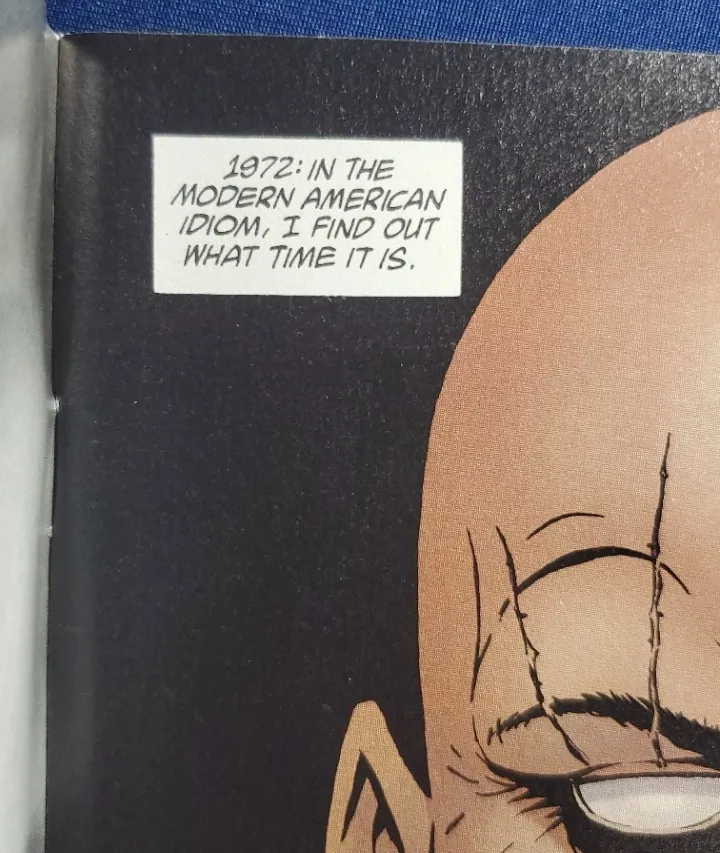 1972: IN THE
MODERN AMERICAN
IDIOM, I FIND OUT
WHAT TIME IT IS.